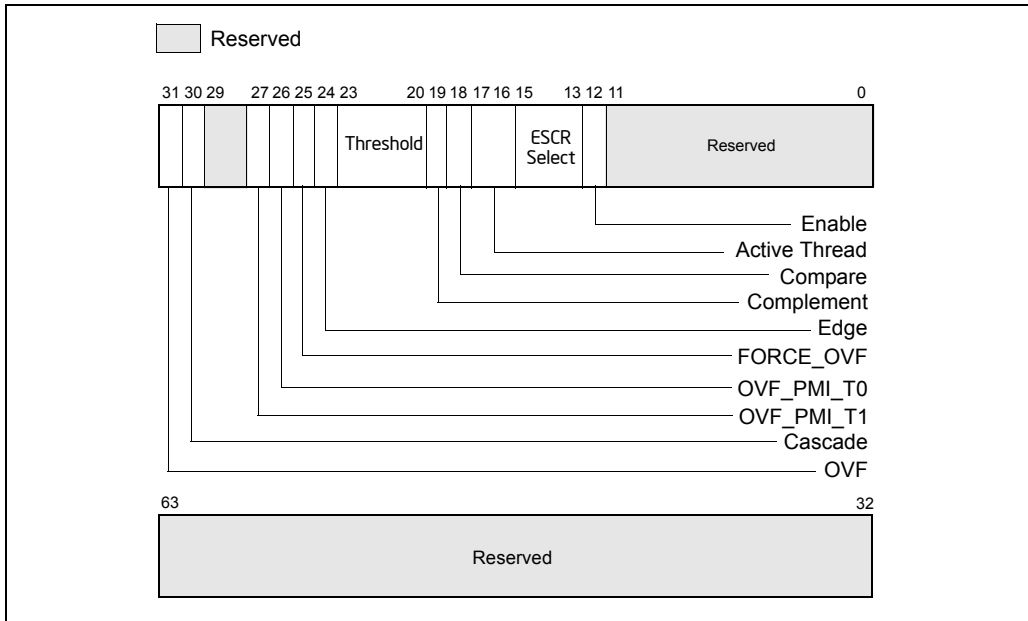 Reserved
31 30 29 27 26 25 24 23 20 19 18 17 16 15 13 12 11 0
Threshold
ESCR
Select
Reserved
Enable
Active Thread
Compare
Complement
Edge
FORCE_OVF
OVF_PMI_T0
OVF_PMI_T1
Cascade
OVF
63 32
Reserved